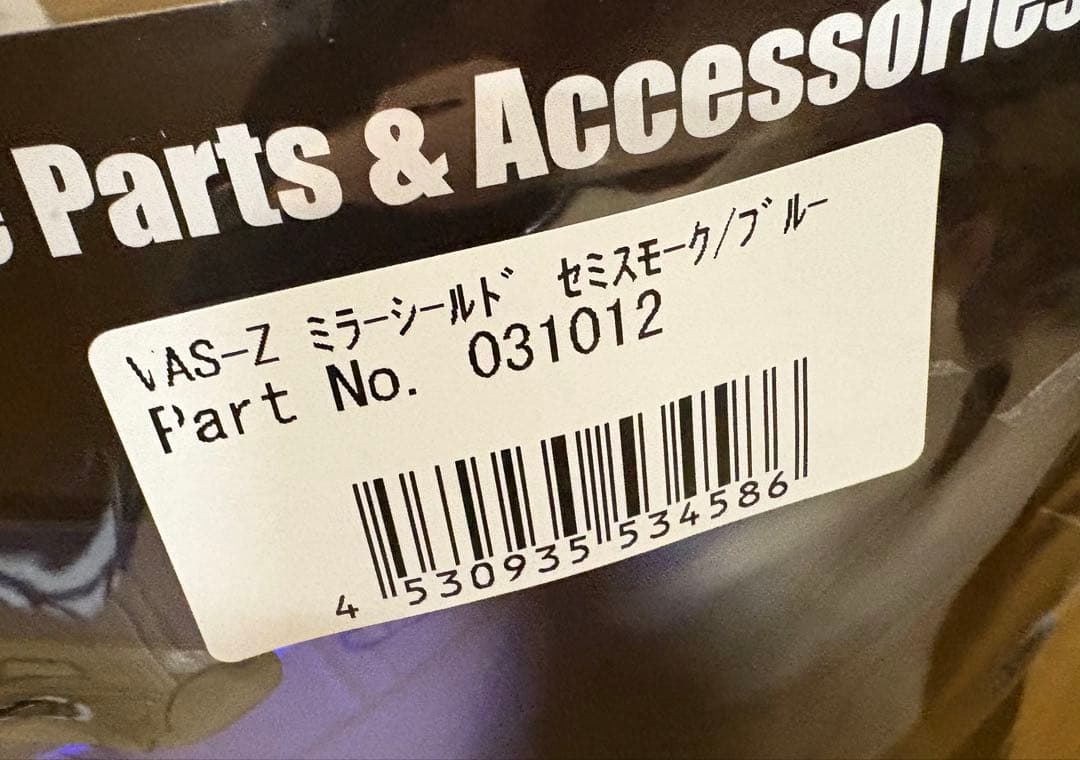 Parts & Accessories
VAS-Z ミラーシールド セミスモーク/ブルー
Part No. 031012
4 530935 534586